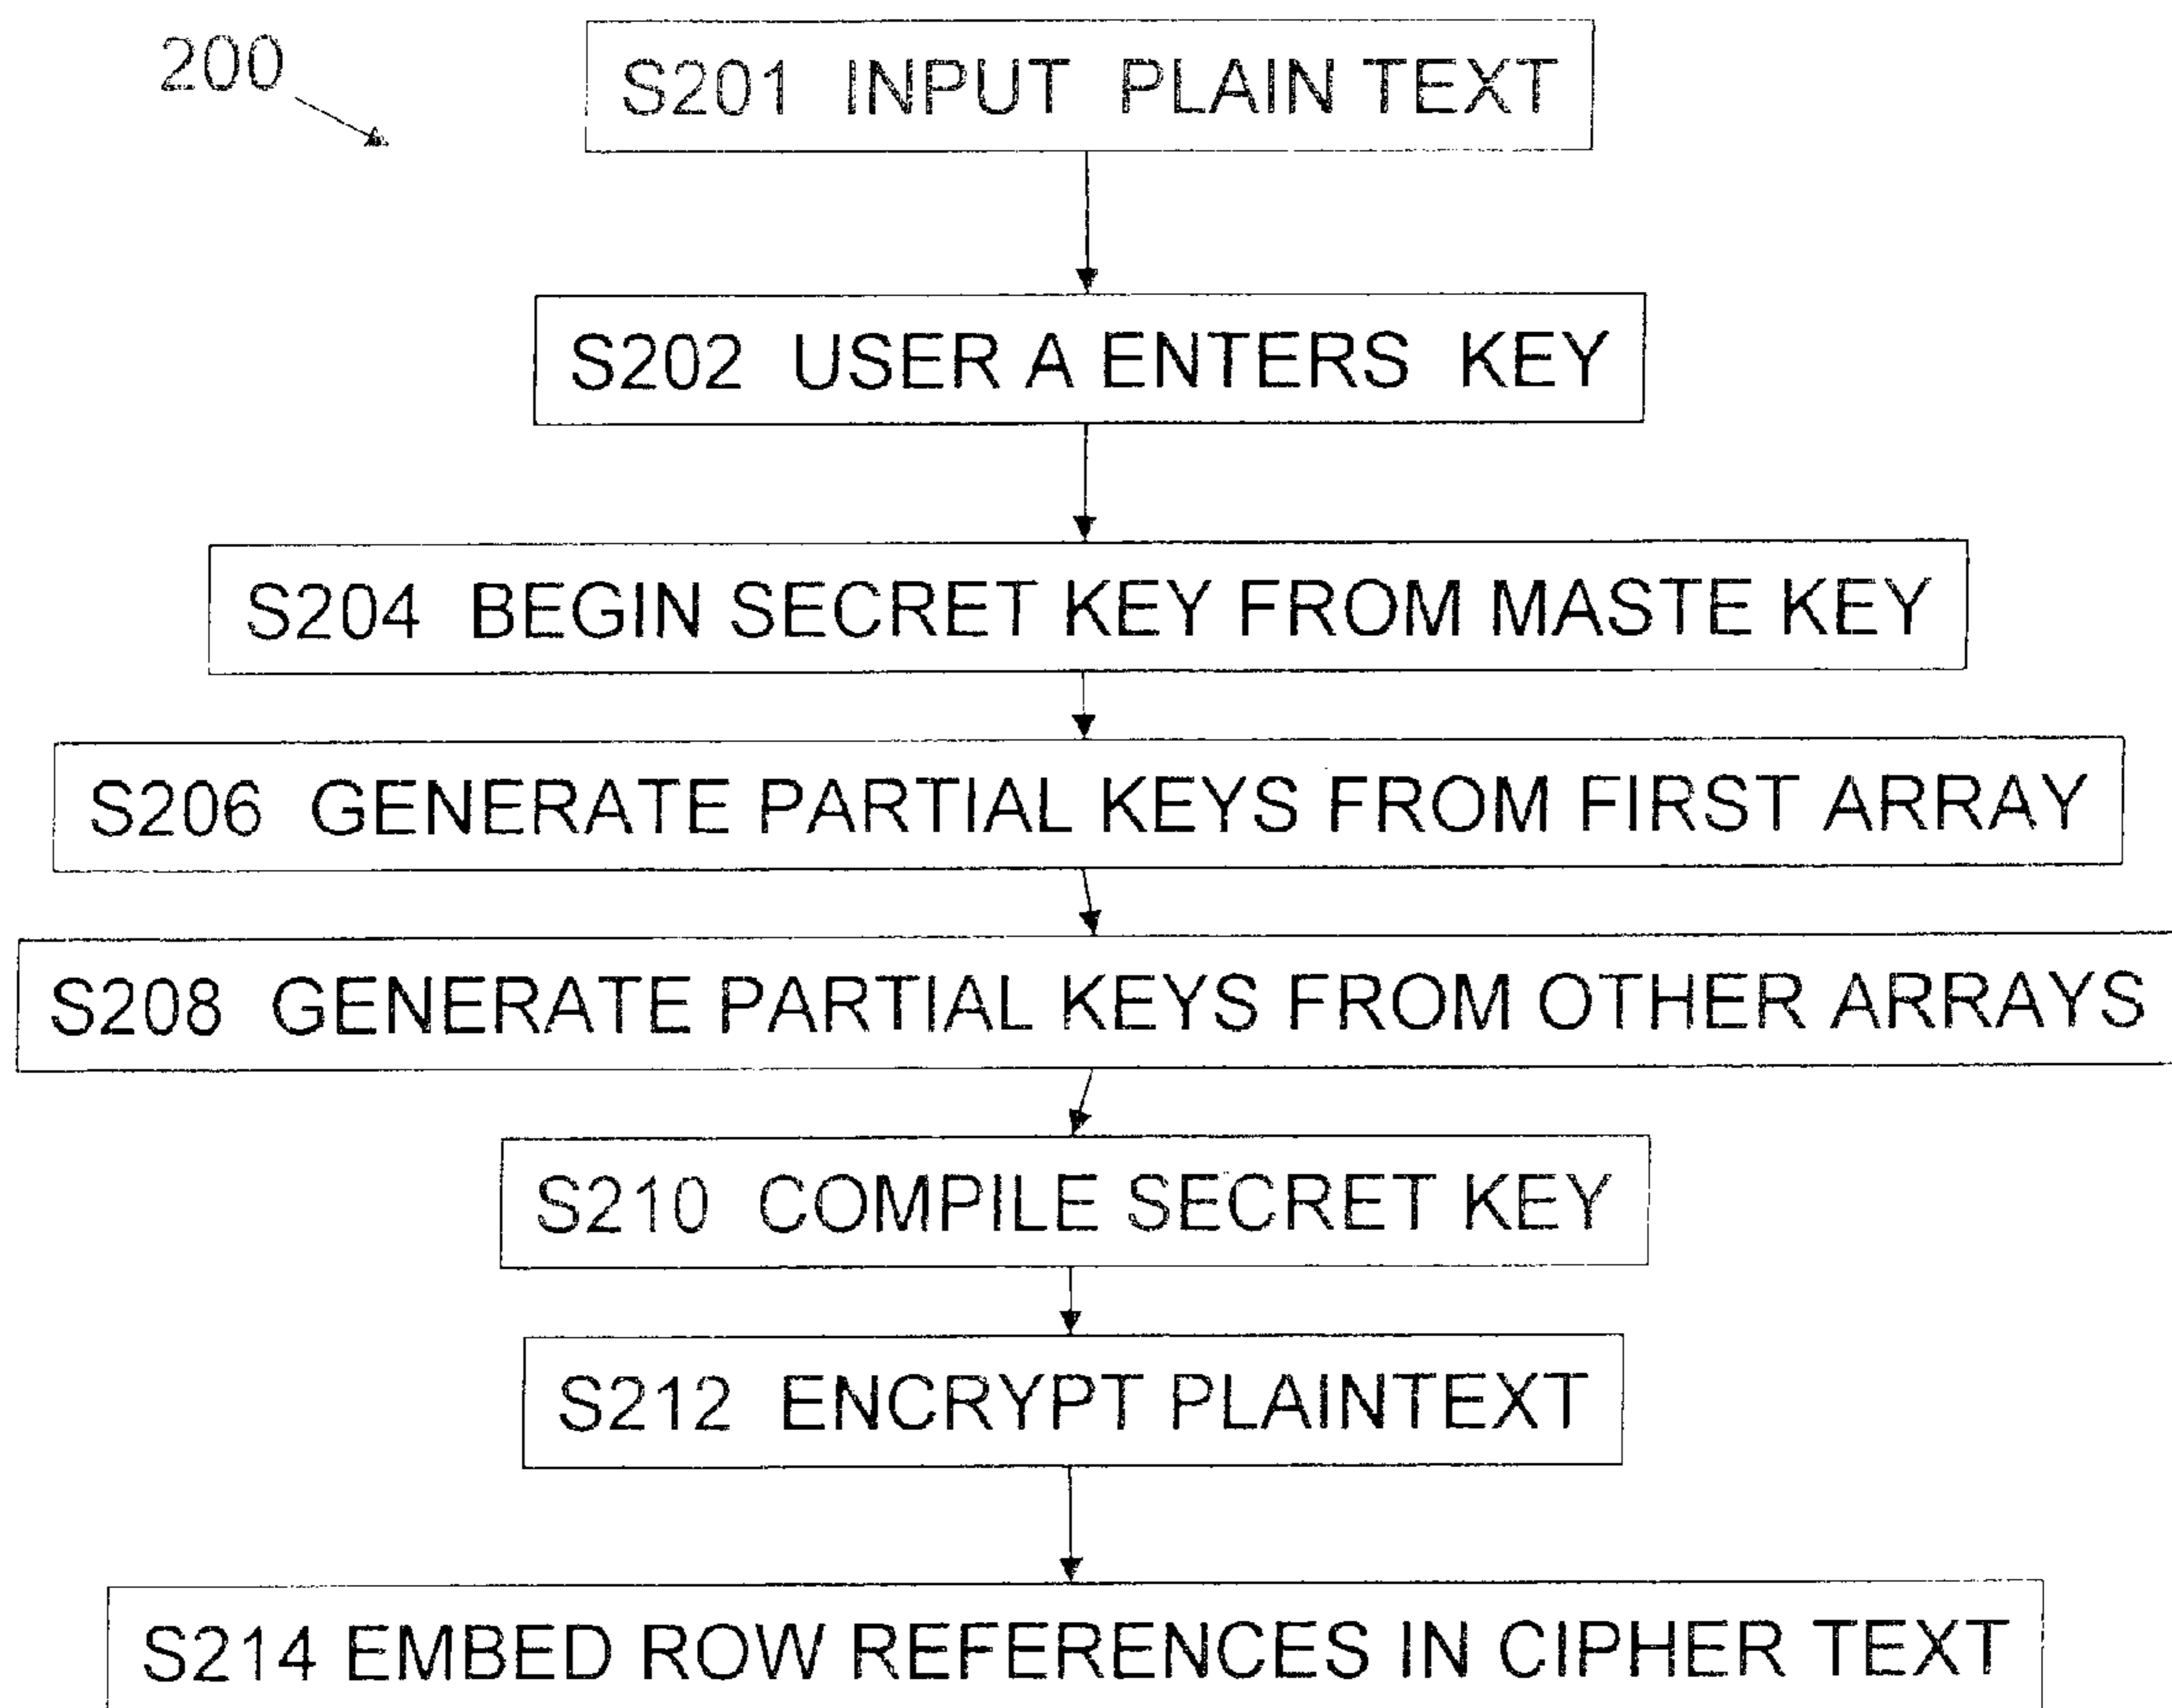 200
S201 INPUT PLAIN TEXT
S202 USER A ENTERS KEY
S204 BEGIN SECRET KEY FROM MASTE KEY
S206 GENERATE PARTIAL KEYS FROM FIRST ARRAY
S208 GENERATE PARTIAL KEYS FROM OTHER ARRAYS
S210 COMPILE SECRET KEY
S212 ENCRYPT PLAINTEXT
S214 EMBED ROW REFERENCES IN CIPHER TEXT